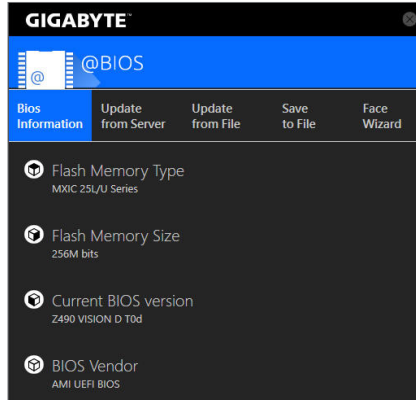 GIGABYTE™
@BIOS
@
Bios Information
Update from Server
Update from File
Save to File
Face Wizard
Flash Memory Type
MXIC 25L/U Series
Flash Memory Size
256M bits
Current BIOS version
Z490 VISION D T0d
BIOS Vendor
AMI UEFI BIOS